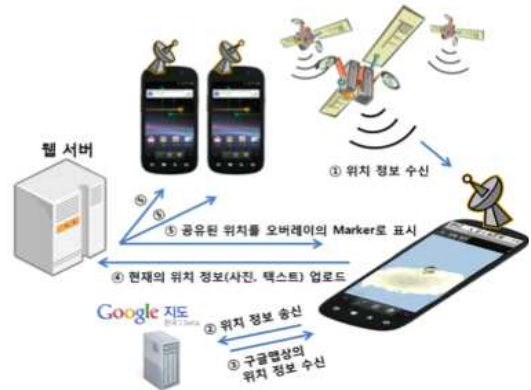 웹 서버
① 위치 정보 수신
⑤
⑤ 공유된 위치를 오버레이의 Marker로 표시
④ 현재의 위치 정보(사진, 텍스트) 업로드
Google 지도
② 위치 정보 송신
③ 구글맵상의
위치 정보 수신